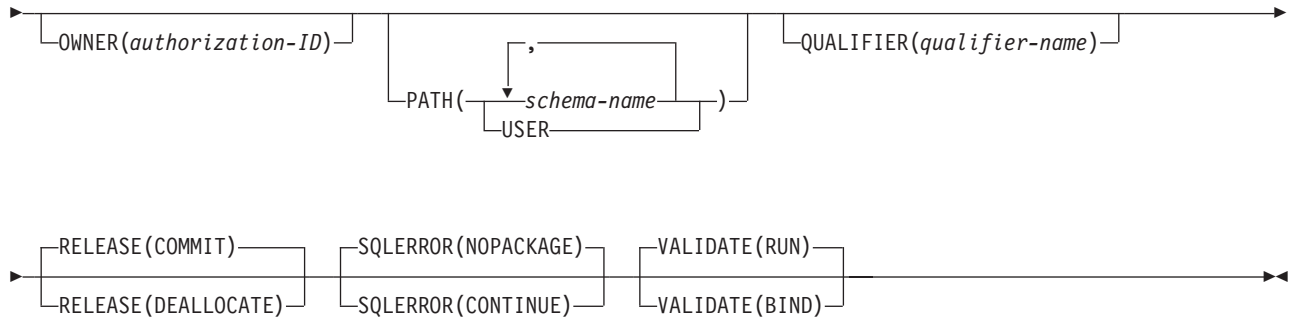 OWNER(authorization-ID)
PATH(
,
schema-name
USER
)
QUALIFIER(qualifier-name)
RELEASE(COMMIT)
RELEASE(DEALLOCATE)
SQLERROR(NOPACKAGE)
SQLERROR(CONTINUE)
VALIDATE(RUN)
VALIDATE(BIND)